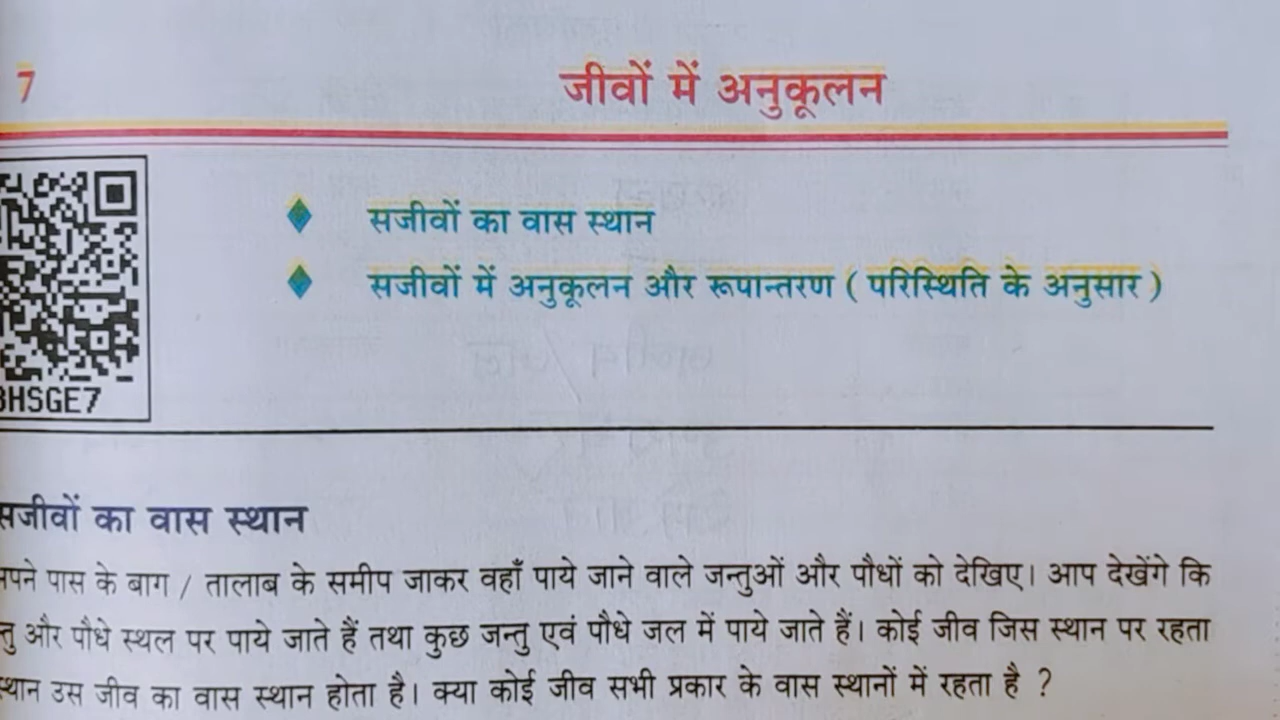 7
जीवों में अनुकूलन
सजीवों का वास स्थान
सजीवों में अनुकूलन और रूपान्तरण ( परिस्थिति के अनुसार )
HSGE7
सजीवों का वास स्थान
पास के बाग / तालाब के समीप जाकर वहाँ पाये जाने वाले जन्तुओं और पौधों को देखिए। आप देखेंगे कि
और पौधे स्थल पर पाये जाते हैं तथा कुछ जन्तु एवं पौधे जल में पाये जाते हैं। कोई जीव जिस स्थान पर रहता
उस जीव का वास स्थान होता है। क्या कोई जीव सभी प्रकार के वास स्थानों में रहता है ?